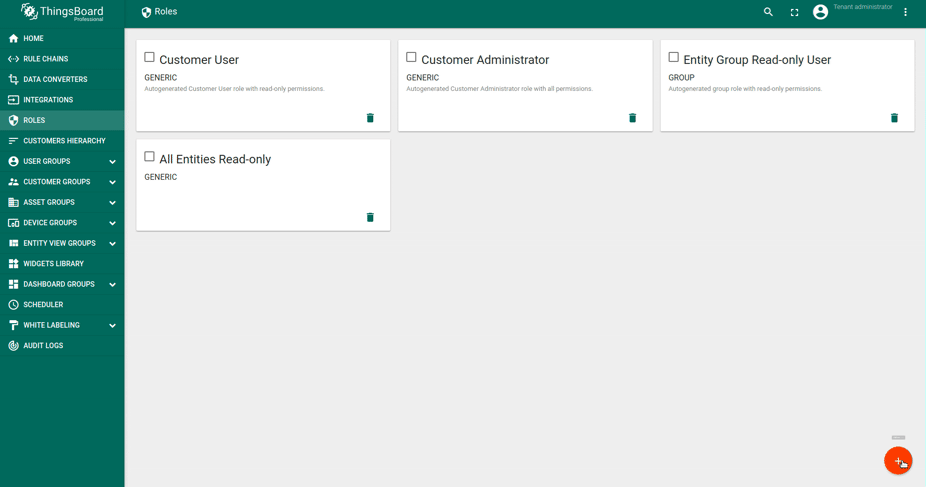 ThingsBoard
Professional
Roles
Tenant administrator
HOME
RULE CHAINS
DATA CONVERTERS
INTEGRATIONS
ROLES
CUSTOMERS HIERARCHY
USER GROUPS
CUSTOMER GROUPS
ASSET GROUPS
DEVICE GROUPS
ENTITY VIEW GROUPS
WIDGETS LIBRARY
DASHBOARD GROUPS
SCHEDULER
WHITE LABELING
AUDIT LOGS
Customer User
GENERIC
Autogenerated Customer User role with read-only permissions.
Customer Administrator
GENERIC
Autogenerated Customer Administrator role with all permissions.
Entity Group Read-only User
GROUP
Autogenerated group role with read-only permissions.
All Entities Read-only
GENERIC